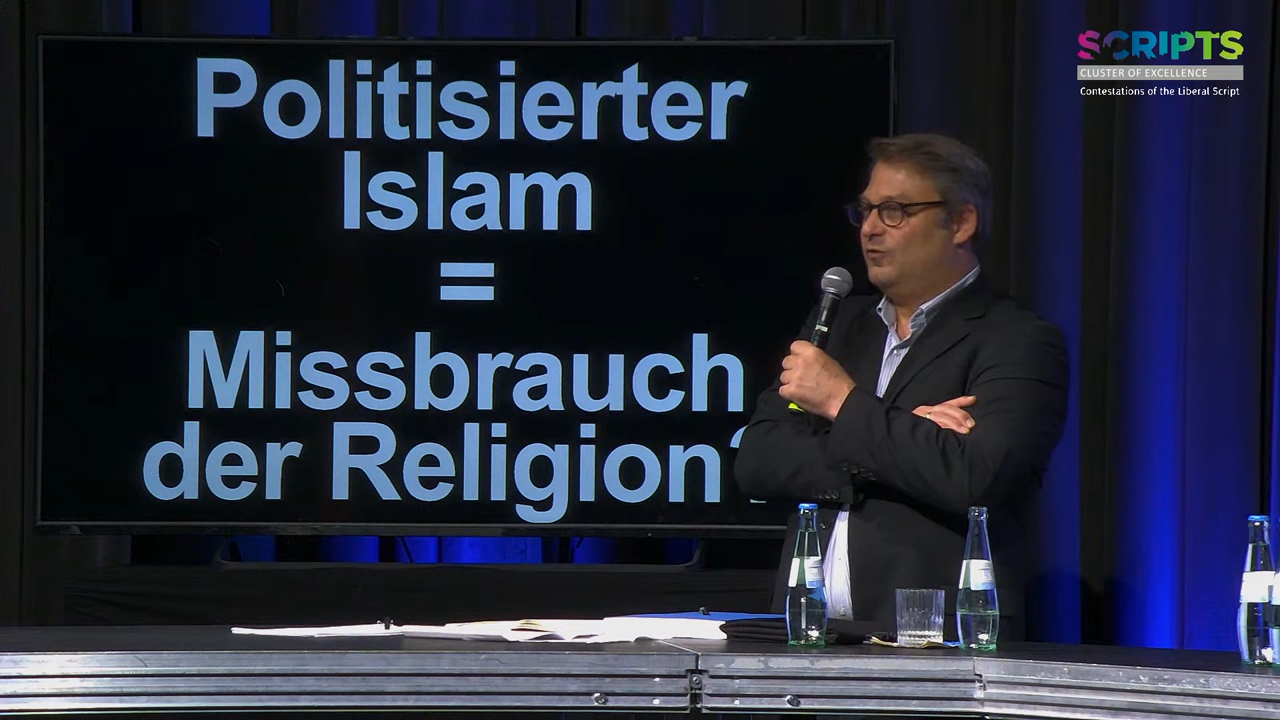 Politisierter
Islam
=
Missbrauch
der Religion?
SCRIPTS
CLUSTER OF EXCELLENCE
Contestations of the Liberal Script